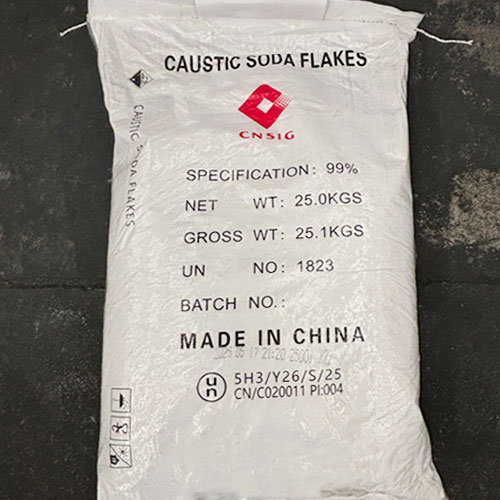 CAUSTIC SODA FLAKES
CNSIG
CAUSTIC SODA FLAKES
SPECIFICATION: 99%
NET WT: 25.0KGS
GROSS WT: 25.1KGS
UN NO: 1823
BATCH NO.:
MADE IN CHINA
un
5H3/Y26/S/25
CN/C020011 PI:004